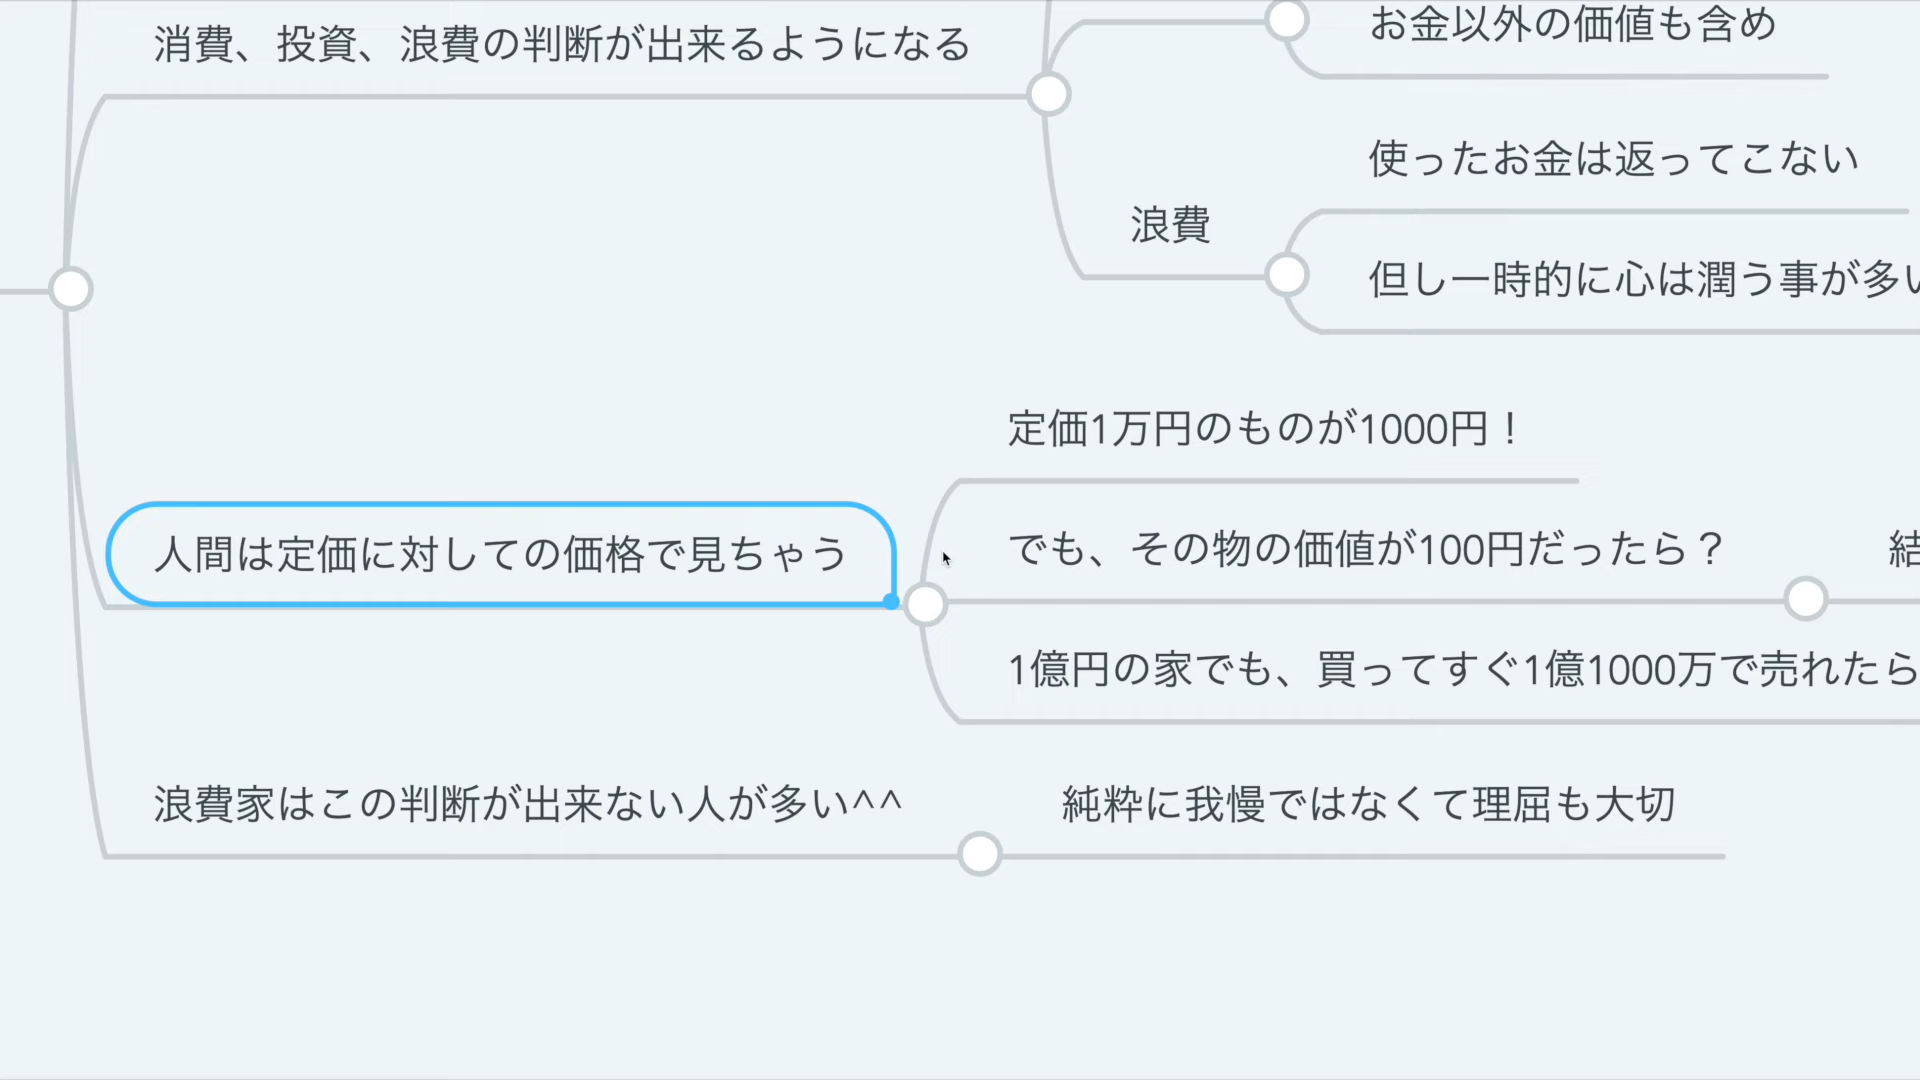 消費、投資、浪費の判断が出来るようになる
お金以外の価値も含め
浪費
使ったお金は返ってこない
但し一時的に心は潤う事が多い
人間は定価に対しての価格で見ちゃう
定価1万円のものが1000円！
でも、その物の価値が100円だったら？
結
1億円の家でも、買ってすぐ1億1000万で売れたら
浪費家はこの判断が出来ない人が多い^^
純粋に我慢ではなくて理屈も大切